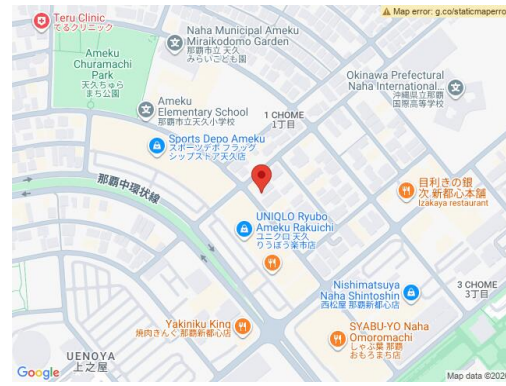 Map error: g.co/staticmaperro
Teru Clinic
てるクリニック
Naha Municipal Ameku
Miraikodomo Garden
那覇市立 天久
みらいこども園
Ameku
Churamachi
Park
天久ちゅら
まち公園
Okinawa Prefectural
Naha International...
沖縄県立那覇
国際高等学校
Ameku
Elementary School
那覇市立天久小学校
1 CHOME
1丁目
Sports Depo Ameku
スポーツデポ フラッグ
シップストア天久店
那覇中環状線
目利きの銀
次 新都心本舗
Izakaya restaurant
UNIQLO Ryubo
Ameku Rakuichi
ユニクロ 天久
りうぼう楽市店
Nishimatsuya
Naha Shintoshin
西松屋 那覇新都心店
3 CHOME
3丁目
Yakiniku King
焼肉きんぐ 那覇新都心店
SYABU-YO Naha
Omoromachi
しゃぶ葉 那覇
おもろまち店
UENOYA
上之屋
Google
Map data ©2026